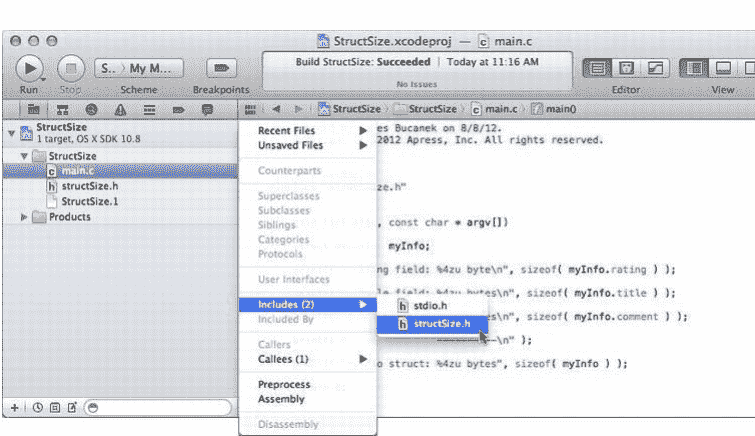 StructSize.xcodeproj — main.c
S.. My M...
Build StructSize: Succeeded | Today at 11:16 AM
No Issues
Run Stop Scheme Breakpoints Editor View
StructSize StructSize main.c main()
StructSize
1 target, OS X SDK 10.8
StructSize
main.c
structSize.h
StructSize.1
Products
Recent Files
Unsaved Files
Counterparts
Superclasses
Subclasses
Siblings
Categories
Protocols
User Interfaces
Includes (2)
Included By
Callers
Callees (1)
Preprocess
Assembly
Disassembly
stdio.h
structSize.h
es Bucanek on 8/8/12.
2012 Apress, Inc. All rights reserved.
ze.h"
, const char * argv[])
myInfo;
ng field: %4zu byte\n", sizeof( myInfo.rating ) );
es\n", sizeof( myInfo.title ) );
es\n", sizeof( myInfo.comment ) );
\n" );
o struct: %4zu bytes", sizeof( myInfo ) );